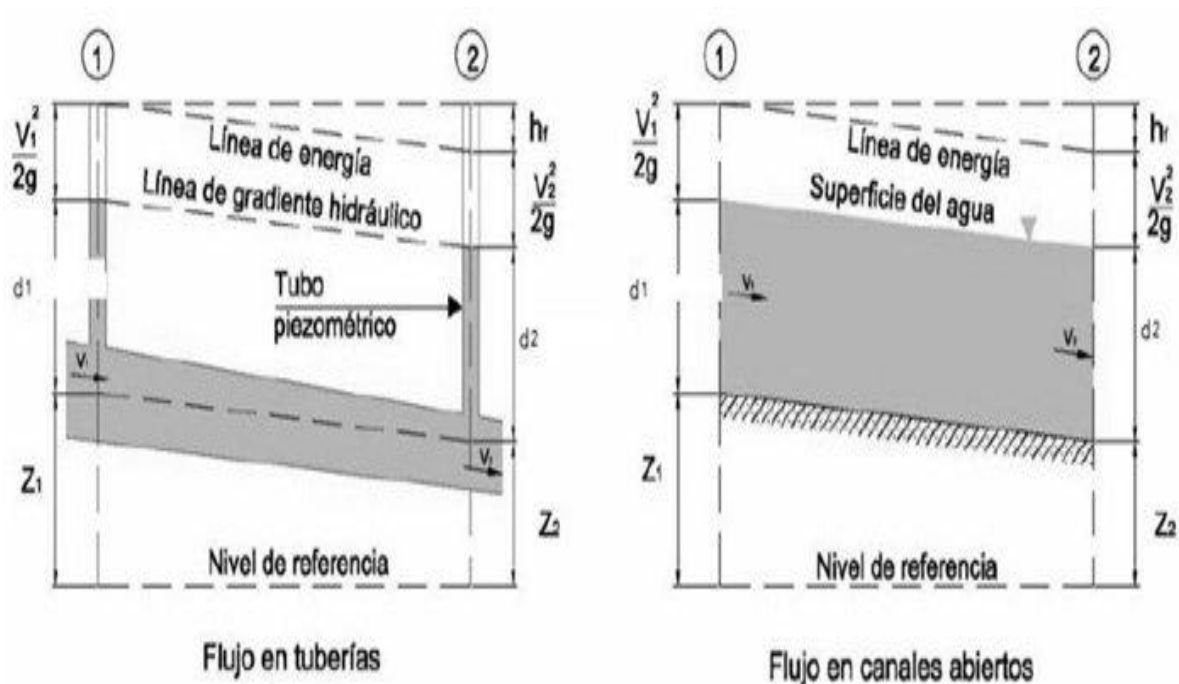 1
2
V₁²
2g
hf
Línea de energía
V₂²
2g
Línea de gradiente hidráulico
d1
Tubo
piezométrico
d2
V₁
V₁
Z₁
Z₂
Nivel de referencia
Flujo en tuberías
1
2
V₁²
2g
hf
Línea de energía
V₂²
2g
Superficie del agua
d1
V₁
d2
V₁
Z₁
Z₂
Nivel de referencia
Flujo en canales abiertos